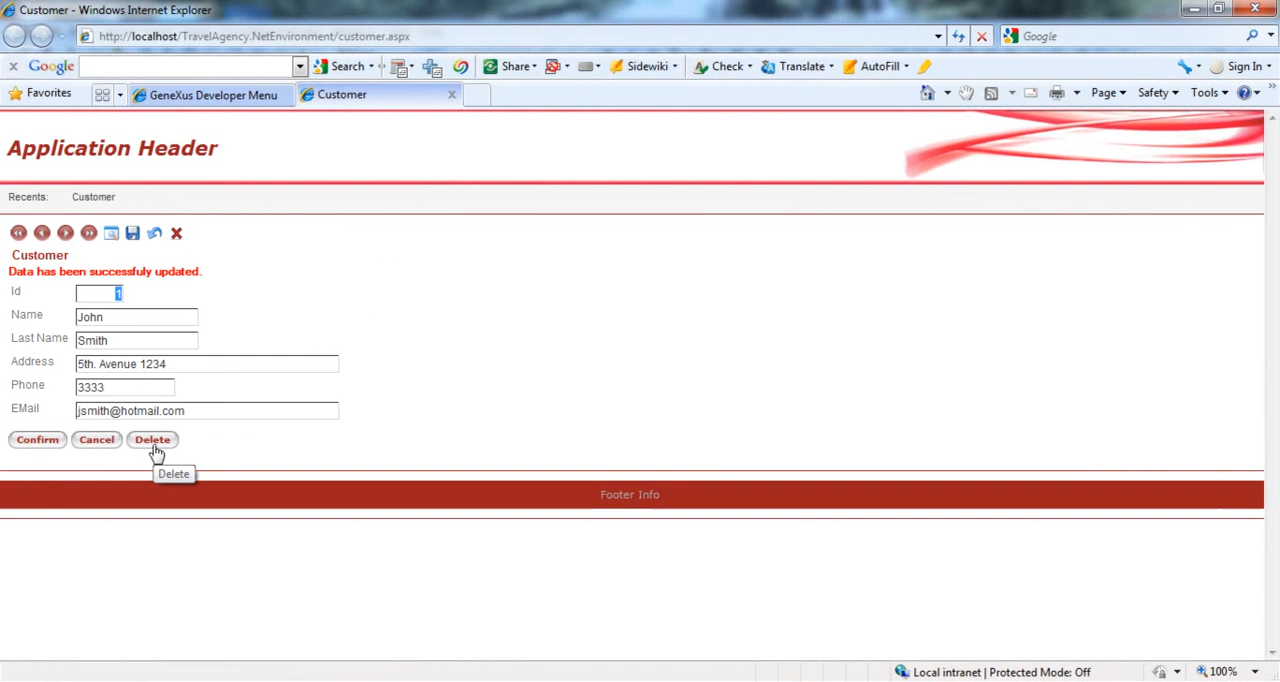 Customer - Windows Internet Explorer
http://localhost/TravelAgency.NetEnvironment/customer.aspx
Google
Google Search Share Sidewiki Check Translate AutoFill Sign In
Favorites GeneXus Developer Menu Customer Page Safety Tools
Application Header
Recents: Customer
Customer
Data has been successfuly updated.
Id 1
Name John
Last Name Smith
Address 5th. Avenue 1234
Phone 3333
EMail jsmith@hotmail.com
Confirm Cancel Delete
Delete
Footer Info
Local intranet | Protected Mode: Off 100%